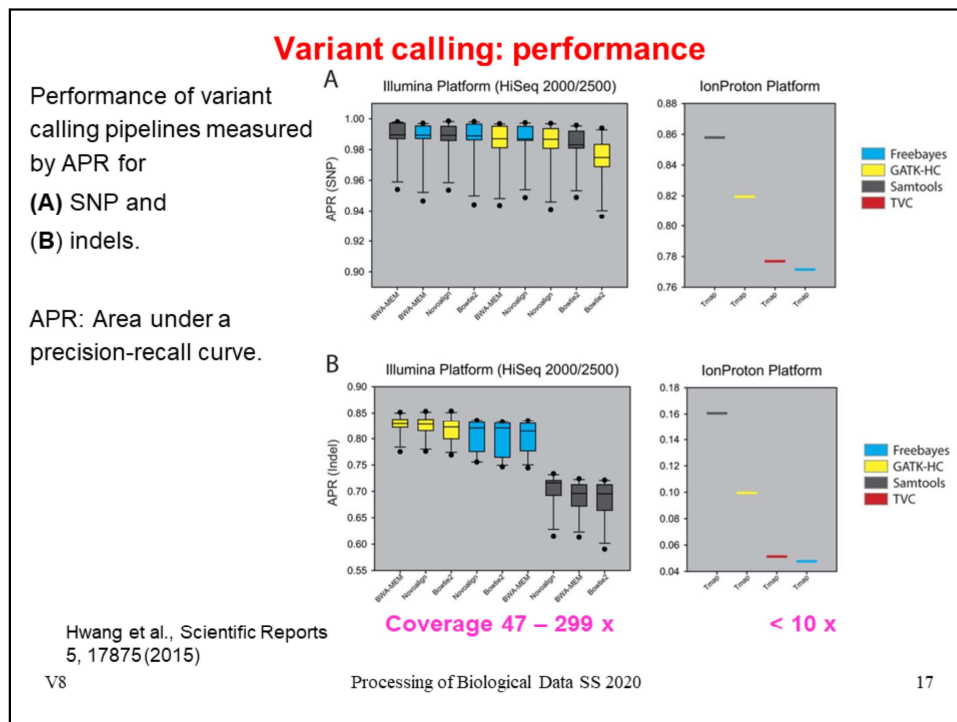 Variant calling: performance
Performance of variant
calling pipelines measured
by APR for
(A) SNP and
(B) indels.
APR: Area under a
precision-recall curve.
A
Illumina Platform (HiSeq 2000/2500)
APR (SNP)
1.00
0.98
0.96
0.94
0.92
0.90
BWA-MEM
BWA-MEM
Novoalign
Bowtie2
BWA-MEM
Novoalign
Novoalign
Bowtie2
Bowtie2
IonProton Platform
0.88
0.86
0.84
0.82
0.80
0.78
0.76
Tmap
Tmap
Tmap
Tmap
Freebayes
GATK-HC
Samtools
TVC
B
Illumina Platform (HiSeq 2000/2500)
APR (Indel)
0.90
0.85
0.80
0.75
0.70
0.65
0.60
0.55
BWA-MEM
Novoalign
Bowtie2
Novoalign
Bowtie2
BWA-MEM
Novoalign
BWA-MEM
Bowtie2
IonProton Platform
0.18
0.16
0.14
0.12
0.10
0.08
0.06
0.04
Tmap
Tmap
Tmap
Tmap
Freebayes
GATK-HC
Samtools
TVC
Coverage 47 – 299 x
< 10 x
Hwang et al., Scientific Reports
5, 17875 (2015)
V8
Processing of Biological Data SS 2020
17